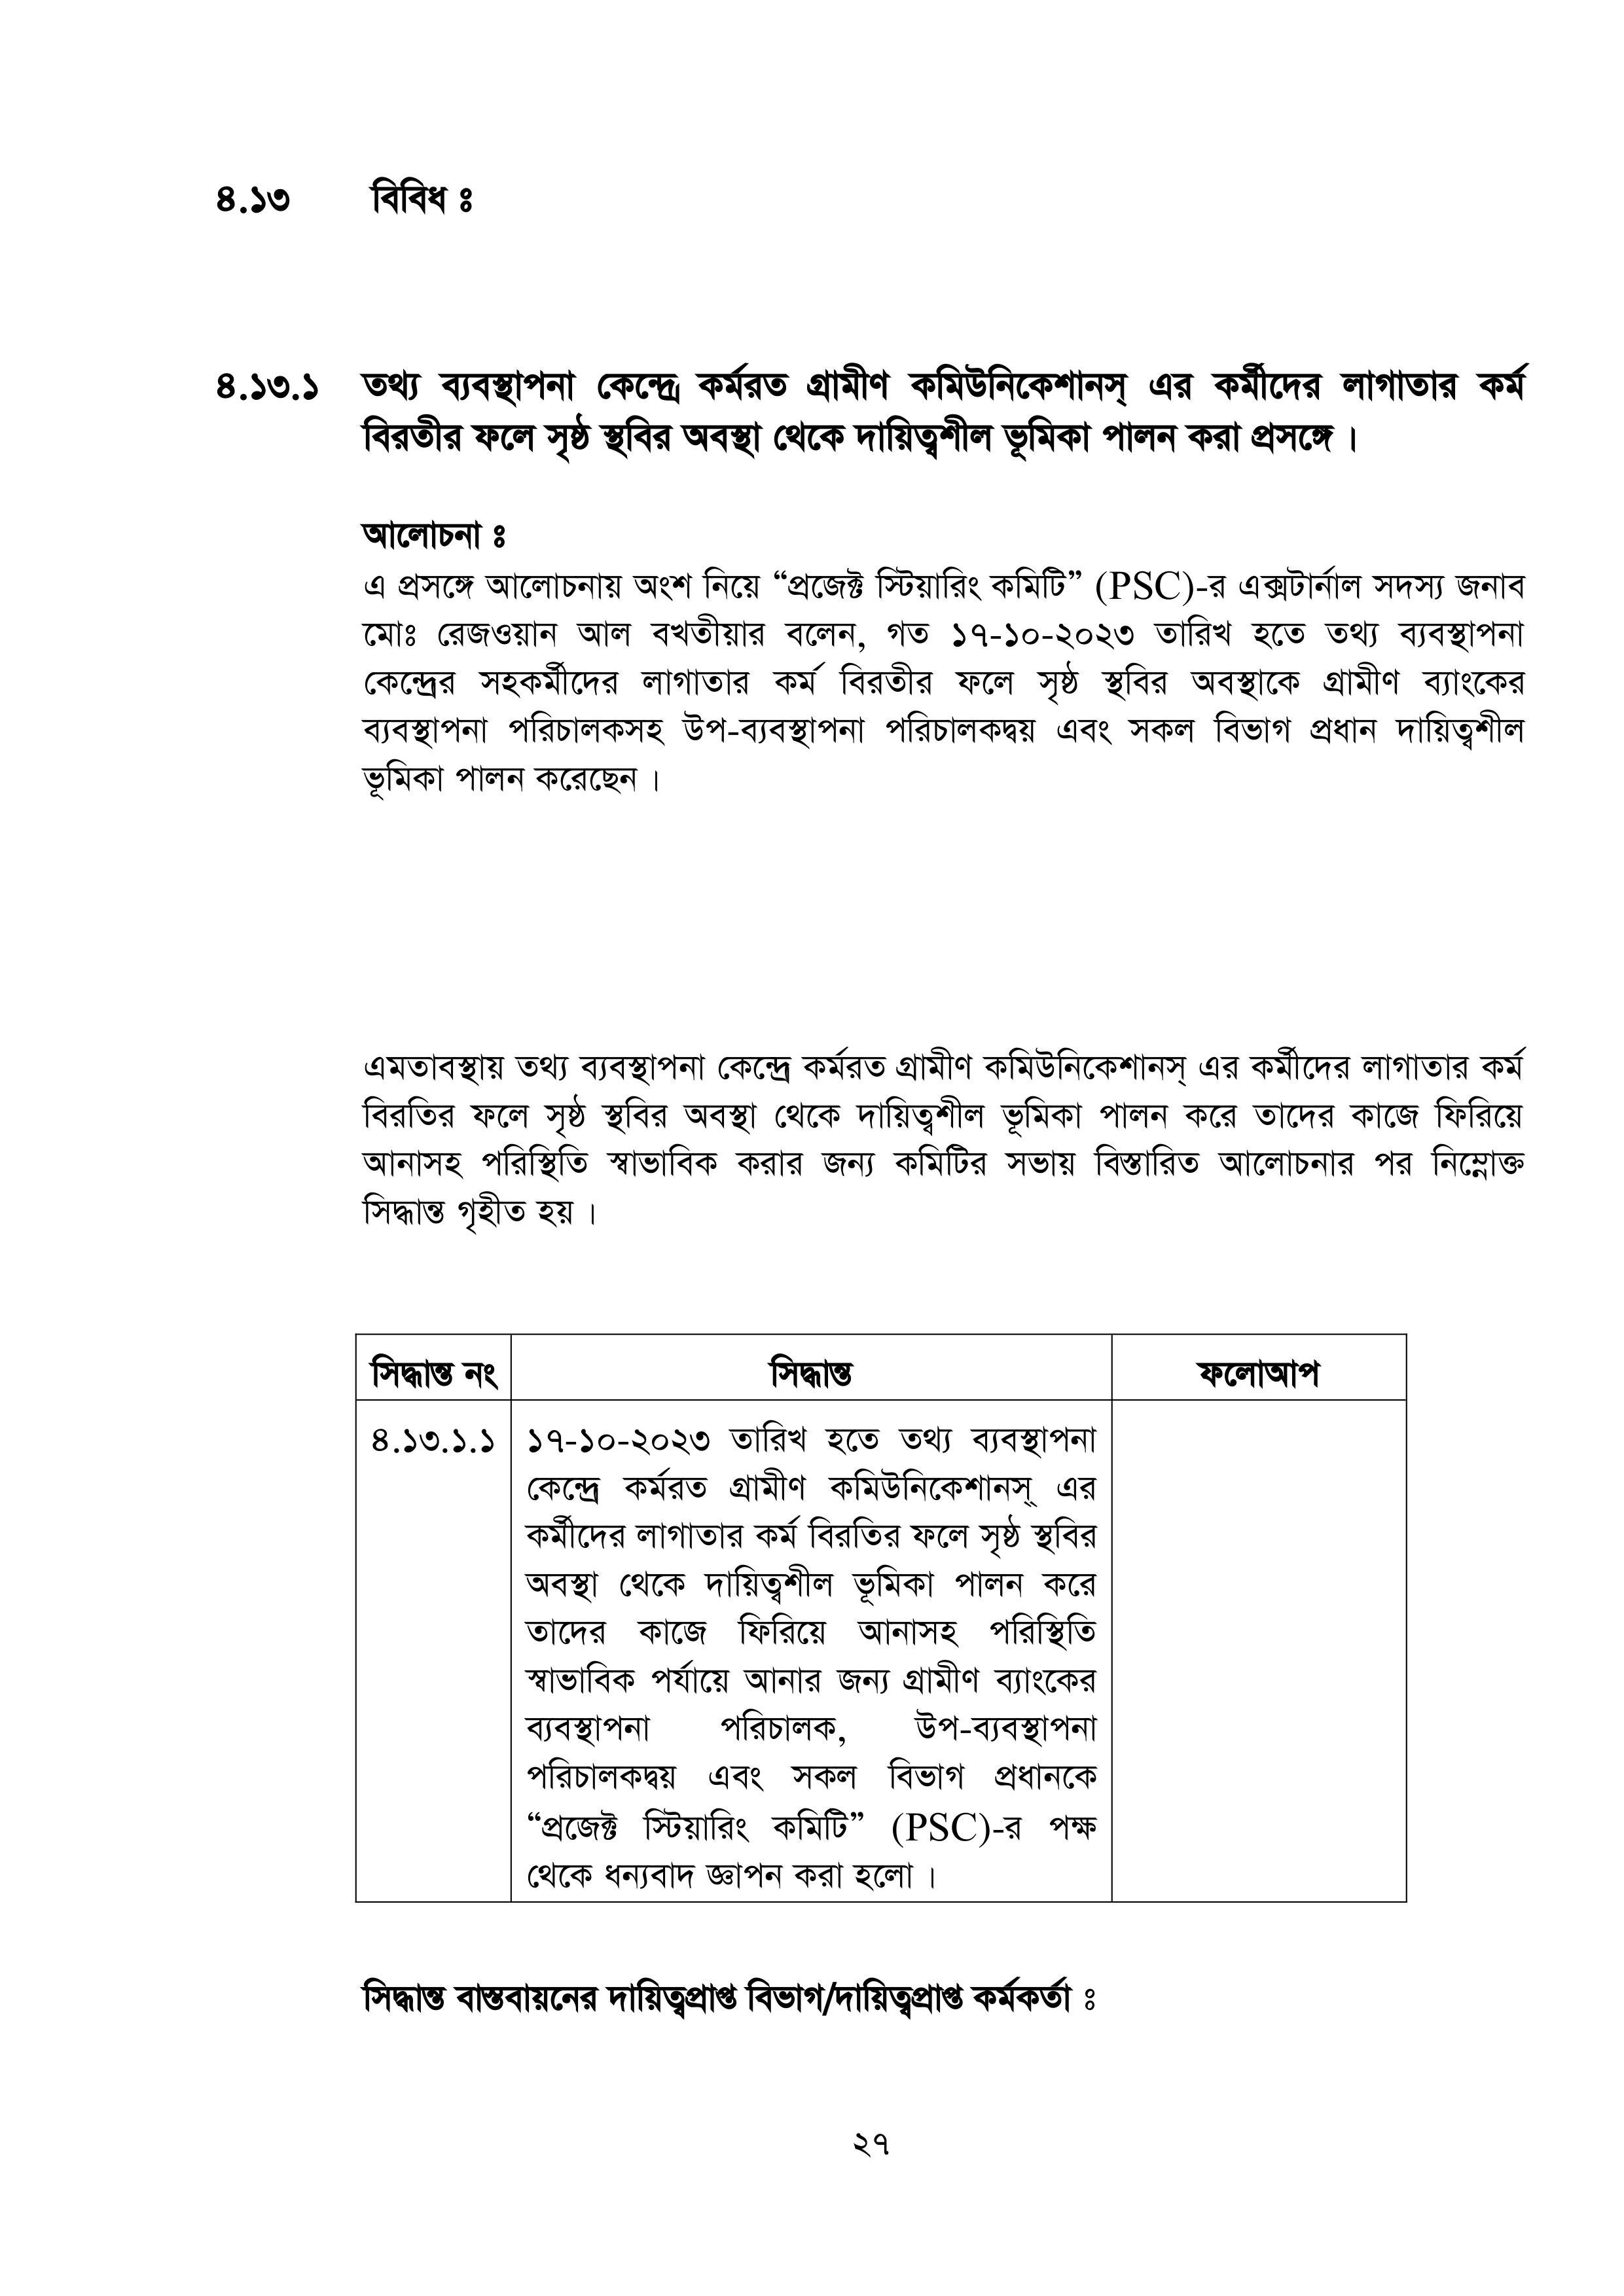 ৪.১৩ বিবিধ ঃ
৪.১৩.১ তথ্য ব্যবস্থাপনা কেন্দ্রে কর্মরত গ্রামীণ কমিউনিকেশানস্ এর কর্মীদের লাগাতার কর্ম
বিরতীর ফলে সৃষ্ঠ স্থবির অবস্থা থেকে দায়িত্বশীল ভূমিকা পালন করা প্রসঙ্গে ।
আলোচনা ঃ
এ প্রসঙ্গে আলোচনায় অংশ নিয়ে “প্রজেক্ট স্টিয়ারিং কমিটি” (PSC)-র এক্সটার্নাল সদস্য জনাব
মোঃ রেজওয়ান আল বখতীয়ার বলেন, গত ১৭-১০-২০২৩ তারিখ হতে তথ্য ব্যবস্থাপনা
কেন্দ্রের সহকর্মীদের লাগাতার কর্ম বিরতীর ফলে সৃষ্ঠ স্থবির অবস্থাকে গ্রামীণ ব্যাংকের
ব্যবস্থাপনা পরিচালকসহ উপ-ব্যবস্থাপনা পরিচালকদ্বয় এবং সকল বিভাগ প্রধান দায়িত্বশীল
ভূমিকা পালন করেছেন ।
এমতাবস্থায় তথ্য ব্যবস্থাপনা কেন্দ্রে কর্মরত গ্রামীণ কমিউনিকেশানস্ এর কর্মীদের লাগাতার কর্ম
বিরতির ফলে সৃষ্ঠ স্থবির অবস্থা থেকে দায়িত্বশীল ভূমিকা পালন করে তাদের কাজে ফিরিয়ে
আনাসহ পরিস্থিতি স্বাভাবিক করার জন্য কমিটির সভায় বিস্তারিত আলোচনার পর নিম্নোক্ত
সিদ্ধান্ত গৃহীত হয় ।
সিদ্ধান্ত নং সিদ্ধান্ত ফলোআপ
৪.১৩.১.১ ১৭-১০-২০২৩ তারিখ হতে তথ্য ব্যবস্থাপনা
কেন্দ্রে কর্মরত গ্রামীণ কমিউনিকেশানস্ এর
কর্মীদের লাগাতার কর্ম বিরতির ফলে সৃষ্ঠ স্থবির
অবস্থা থেকে দায়িত্বশীল ভূমিকা পালন করে
তাদের কাজে ফিরিয়ে আনাসহ পরিস্থিতি
স্বাভাবিক পর্যায়ে আনার জন্য গ্রামীণ ব্যাংকের
ব্যবস্থাপনা পরিচালক, উপ-ব্যবস্থাপনা
পরিচালকদ্বয় এবং সকল বিভাগ প্রধানকে
“প্রজেক্ট স্টিয়ারিং কমিটি” (PSC)-র পক্ষ
থেকে ধন্যবাদ জ্ঞাপন করা হলো ।
সিদ্ধান্ত বাস্তবায়নের দায়িত্বপ্রাপ্ত বিভাগ/দায়িত্বপ্রাপ্ত কর্মকর্তা ঃ
২৭